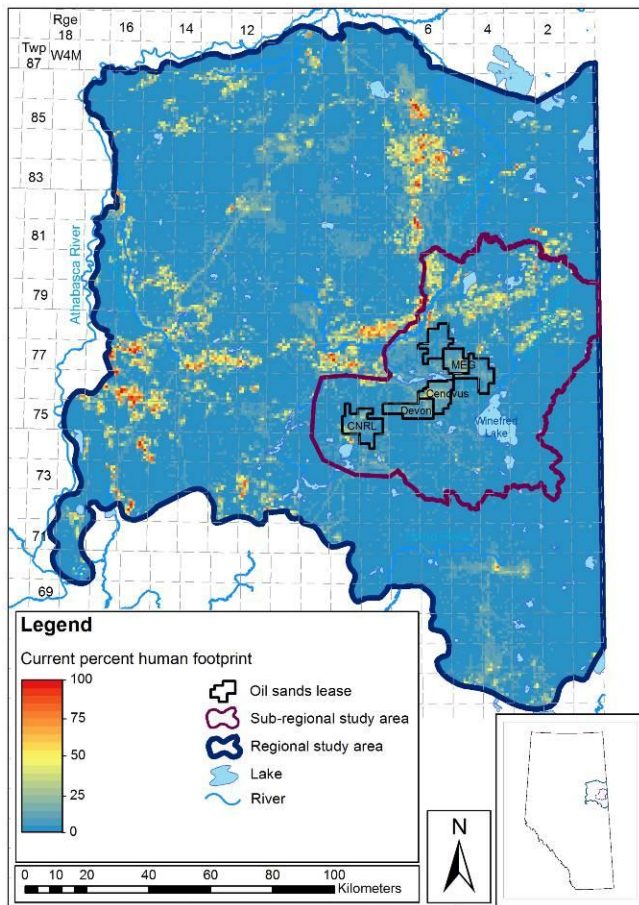 Rge
18 16 14 12 6 4 2
Twp W4M
87
85
83
81
79
77
75
73
71
69
Athabasca River
MEG
Cenovus
Devon
CNRL
Winefred
Lake
Legend
Current percent human footprint
100
75
50
25
0
Oil sands lease
Sub-regional study area
Regional study area
Lake
River
0 20 40 60 80 100
Kilometers
N